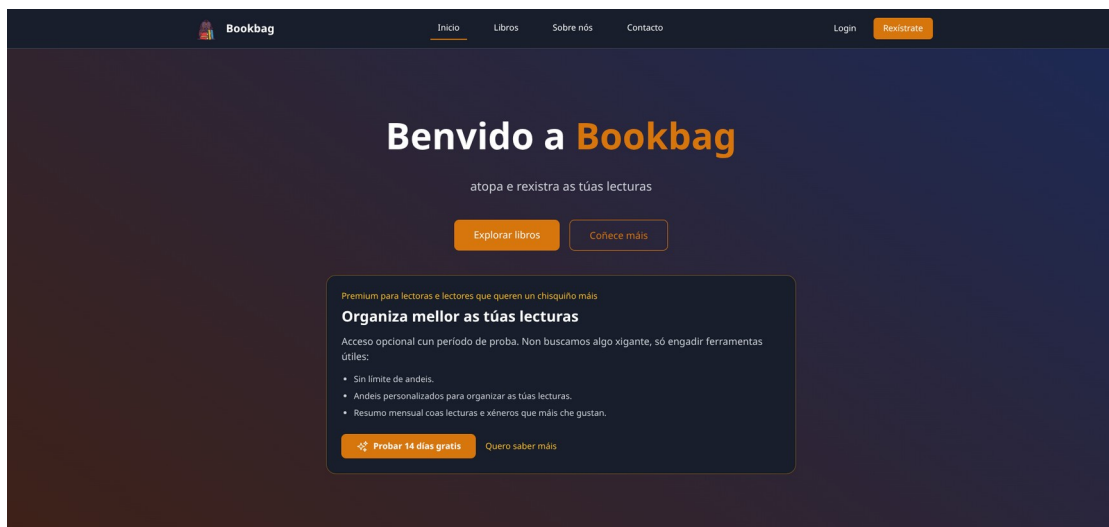 Bookbag
Inicio
Libros
Sobre nós
Contacto
Login
Rexístrate
Benvido a Bookbag
atopa e rexistra as túas lecturas
Explorar libros
Coñece máis
Premium para lectoras e lectores que queren un chisquiño máis
Organiza mellor as túas lecturas
Acceso opcional cun período de proba. Non buscamos algo xigante, só engadir ferramentas
útiles:
• Sin límite de andeis.
• Andeis personalizados para organizar as túas lecturas.
• Resumo mensual coas lecturas e xéneros que máis che gustan.
Probar 14 días gratis
Quero saber máis